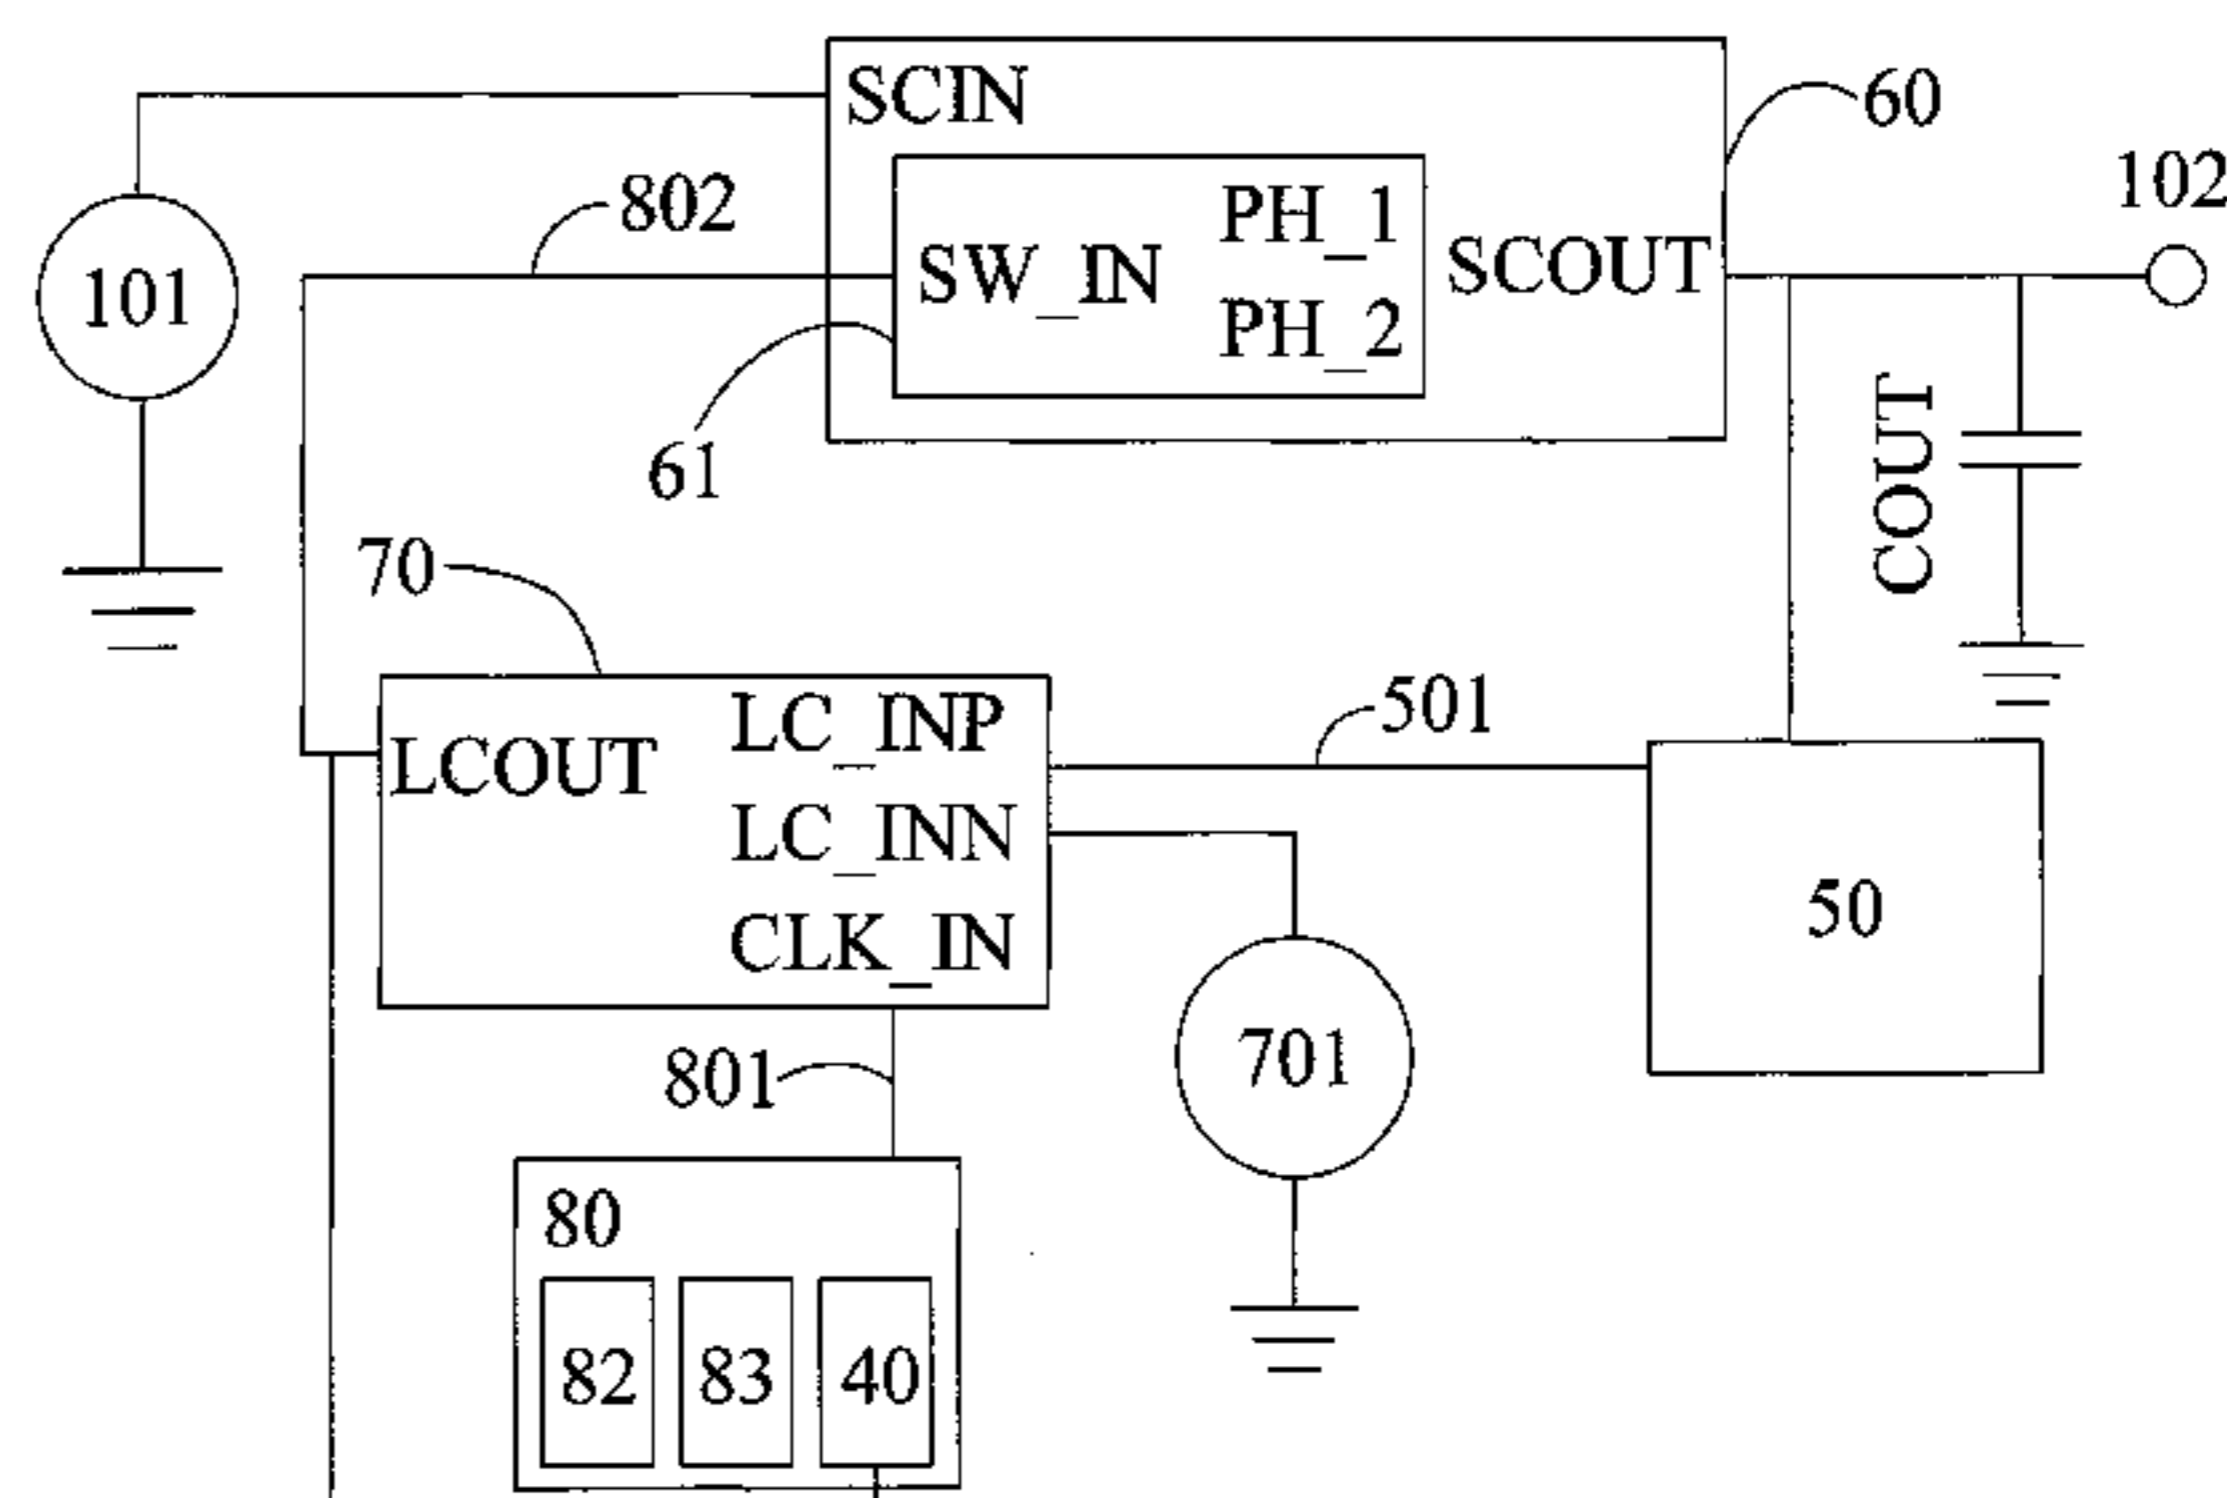 SCIN
60
802
PH_1
102
101
SW_IN
SCOUT
PH_2
61
COUT
70
LC_INP
501
LCOUT
LC_INN
50
CLK_IN
801
701
80
82
83
40